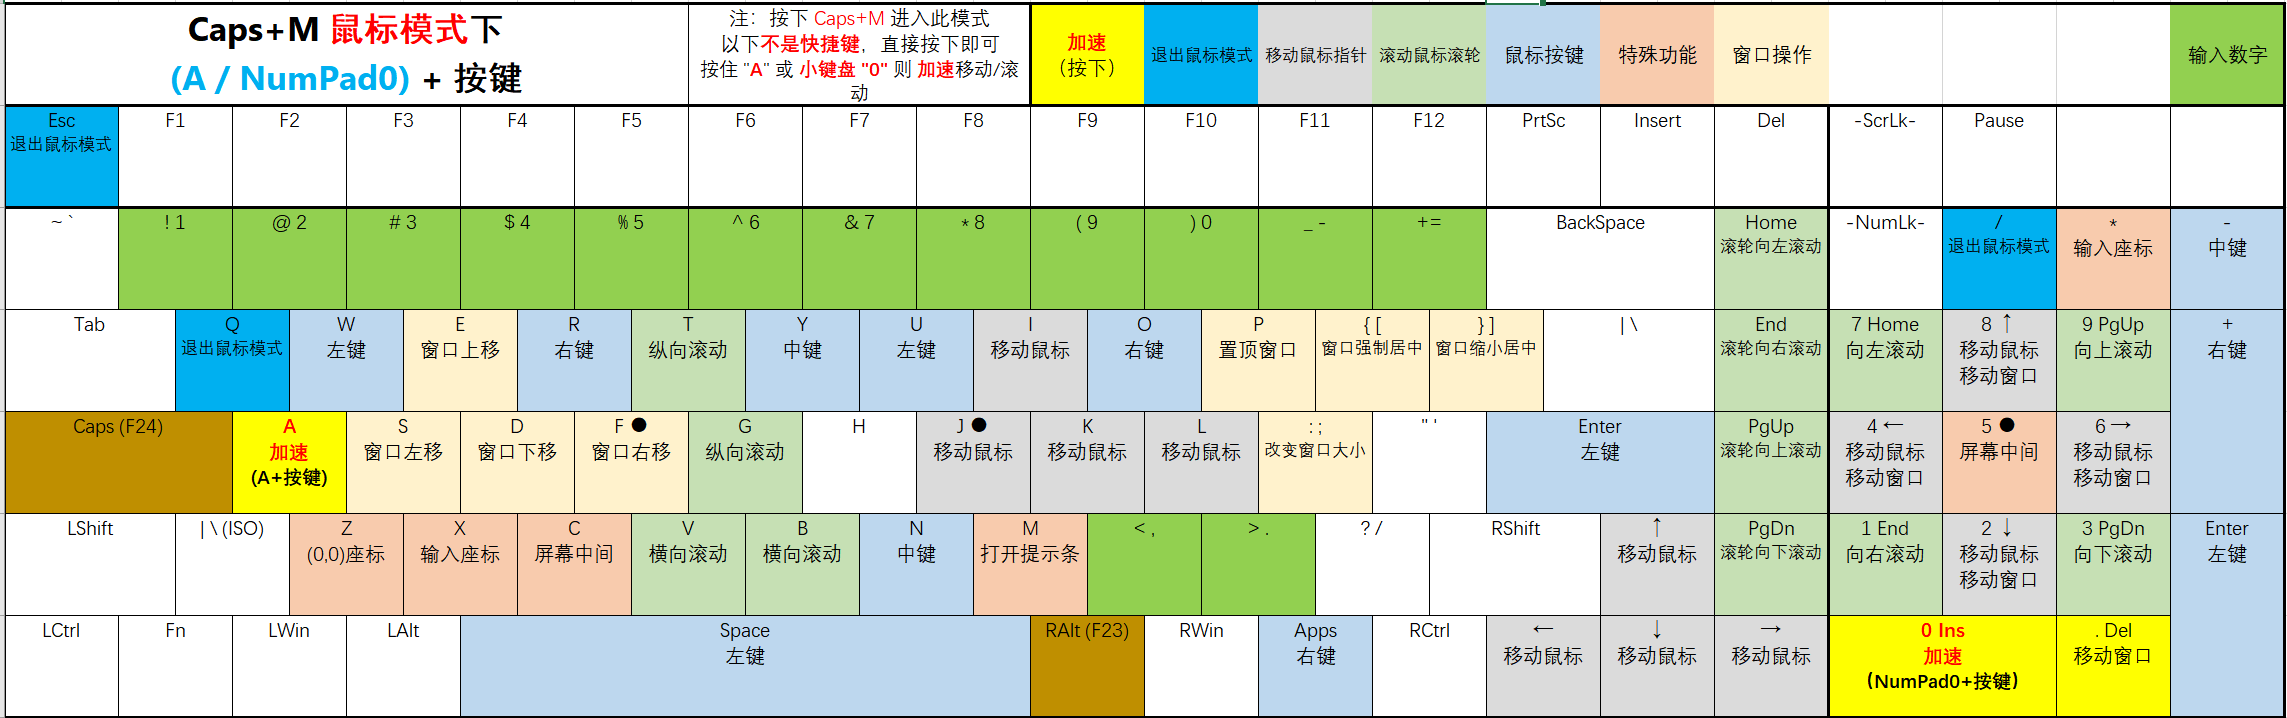 Caps+M 鼠标模式下
(A / NumPad0) + 按键
注：按下 Caps+M 进入此模式
以下不是快捷键，直接按下即可
按住 "A" 或 小键盘 "0" 则 加速移动/滚
动
加速
（按下）
退出鼠标模式
移动鼠标指针
滚动鼠标滚轮
鼠标按键
特殊功能
窗口操作
输入数字
Esc
退出鼠标模式
F1
F2
F3
F4
F5
F6
F7
F8
F9
F10
F11
F12
PrtSc
Insert
Del
-ScrLk-
Pause
~ `
! 1
@ 2
# 3
$ 4
% 5
^ 6
& 7
* 8
( 9
) 0
_ -
+=
BackSpace
Home
滚轮向左滚动
-NumLk-
/
退出鼠标模式
*
输入座标
-
中键
Tab
Q
退出鼠标模式
W
左键
E
窗口上移
R
右键
T
纵向滚动
Y
中键
U
左键
I
移动鼠标
O
右键
P
置顶窗口
{ [
窗口强制居中
} ]
窗口缩小居中
| \
End
滚轮向右滚动
7 Home
向左滚动
8 ↑
移动鼠标
移动窗口
9 PgUp
向上滚动
+
右键
Caps (F24)
A
加速
(A+按键)
S
窗口左移
D
窗口下移
F ●
窗口右移
G
纵向滚动
H
J ●
移动鼠标
K
移动鼠标
L
移动鼠标
: ;
改变窗口大小
" '
Enter
左键
PgUp
滚轮向上滚动
4 ←
移动鼠标
移动窗口
5 ●
屏幕中间
6 →
移动鼠标
移动窗口
LShift
| \ (ISO)
Z
(0,0)座标
X
输入座标
C
屏幕中间
V
横向滚动
B
横向滚动
N
中键
M
打开提示条
< ,
> .
? /
RShift
↑
移动鼠标
PgDn
滚轮向下滚动
1 End
向右滚动
2 ↓
移动鼠标
移动窗口
3 PgDn
向下滚动
Enter
左键
LCtrl
Fn
LWin
LAlt
Space
左键
RAlt (F23)
RWin
Apps
右键
RCtrl
←
移动鼠标
↓
移动鼠标
→
移动鼠标
0 Ins
加速
（NumPad0+按键）
. Del
移动窗口